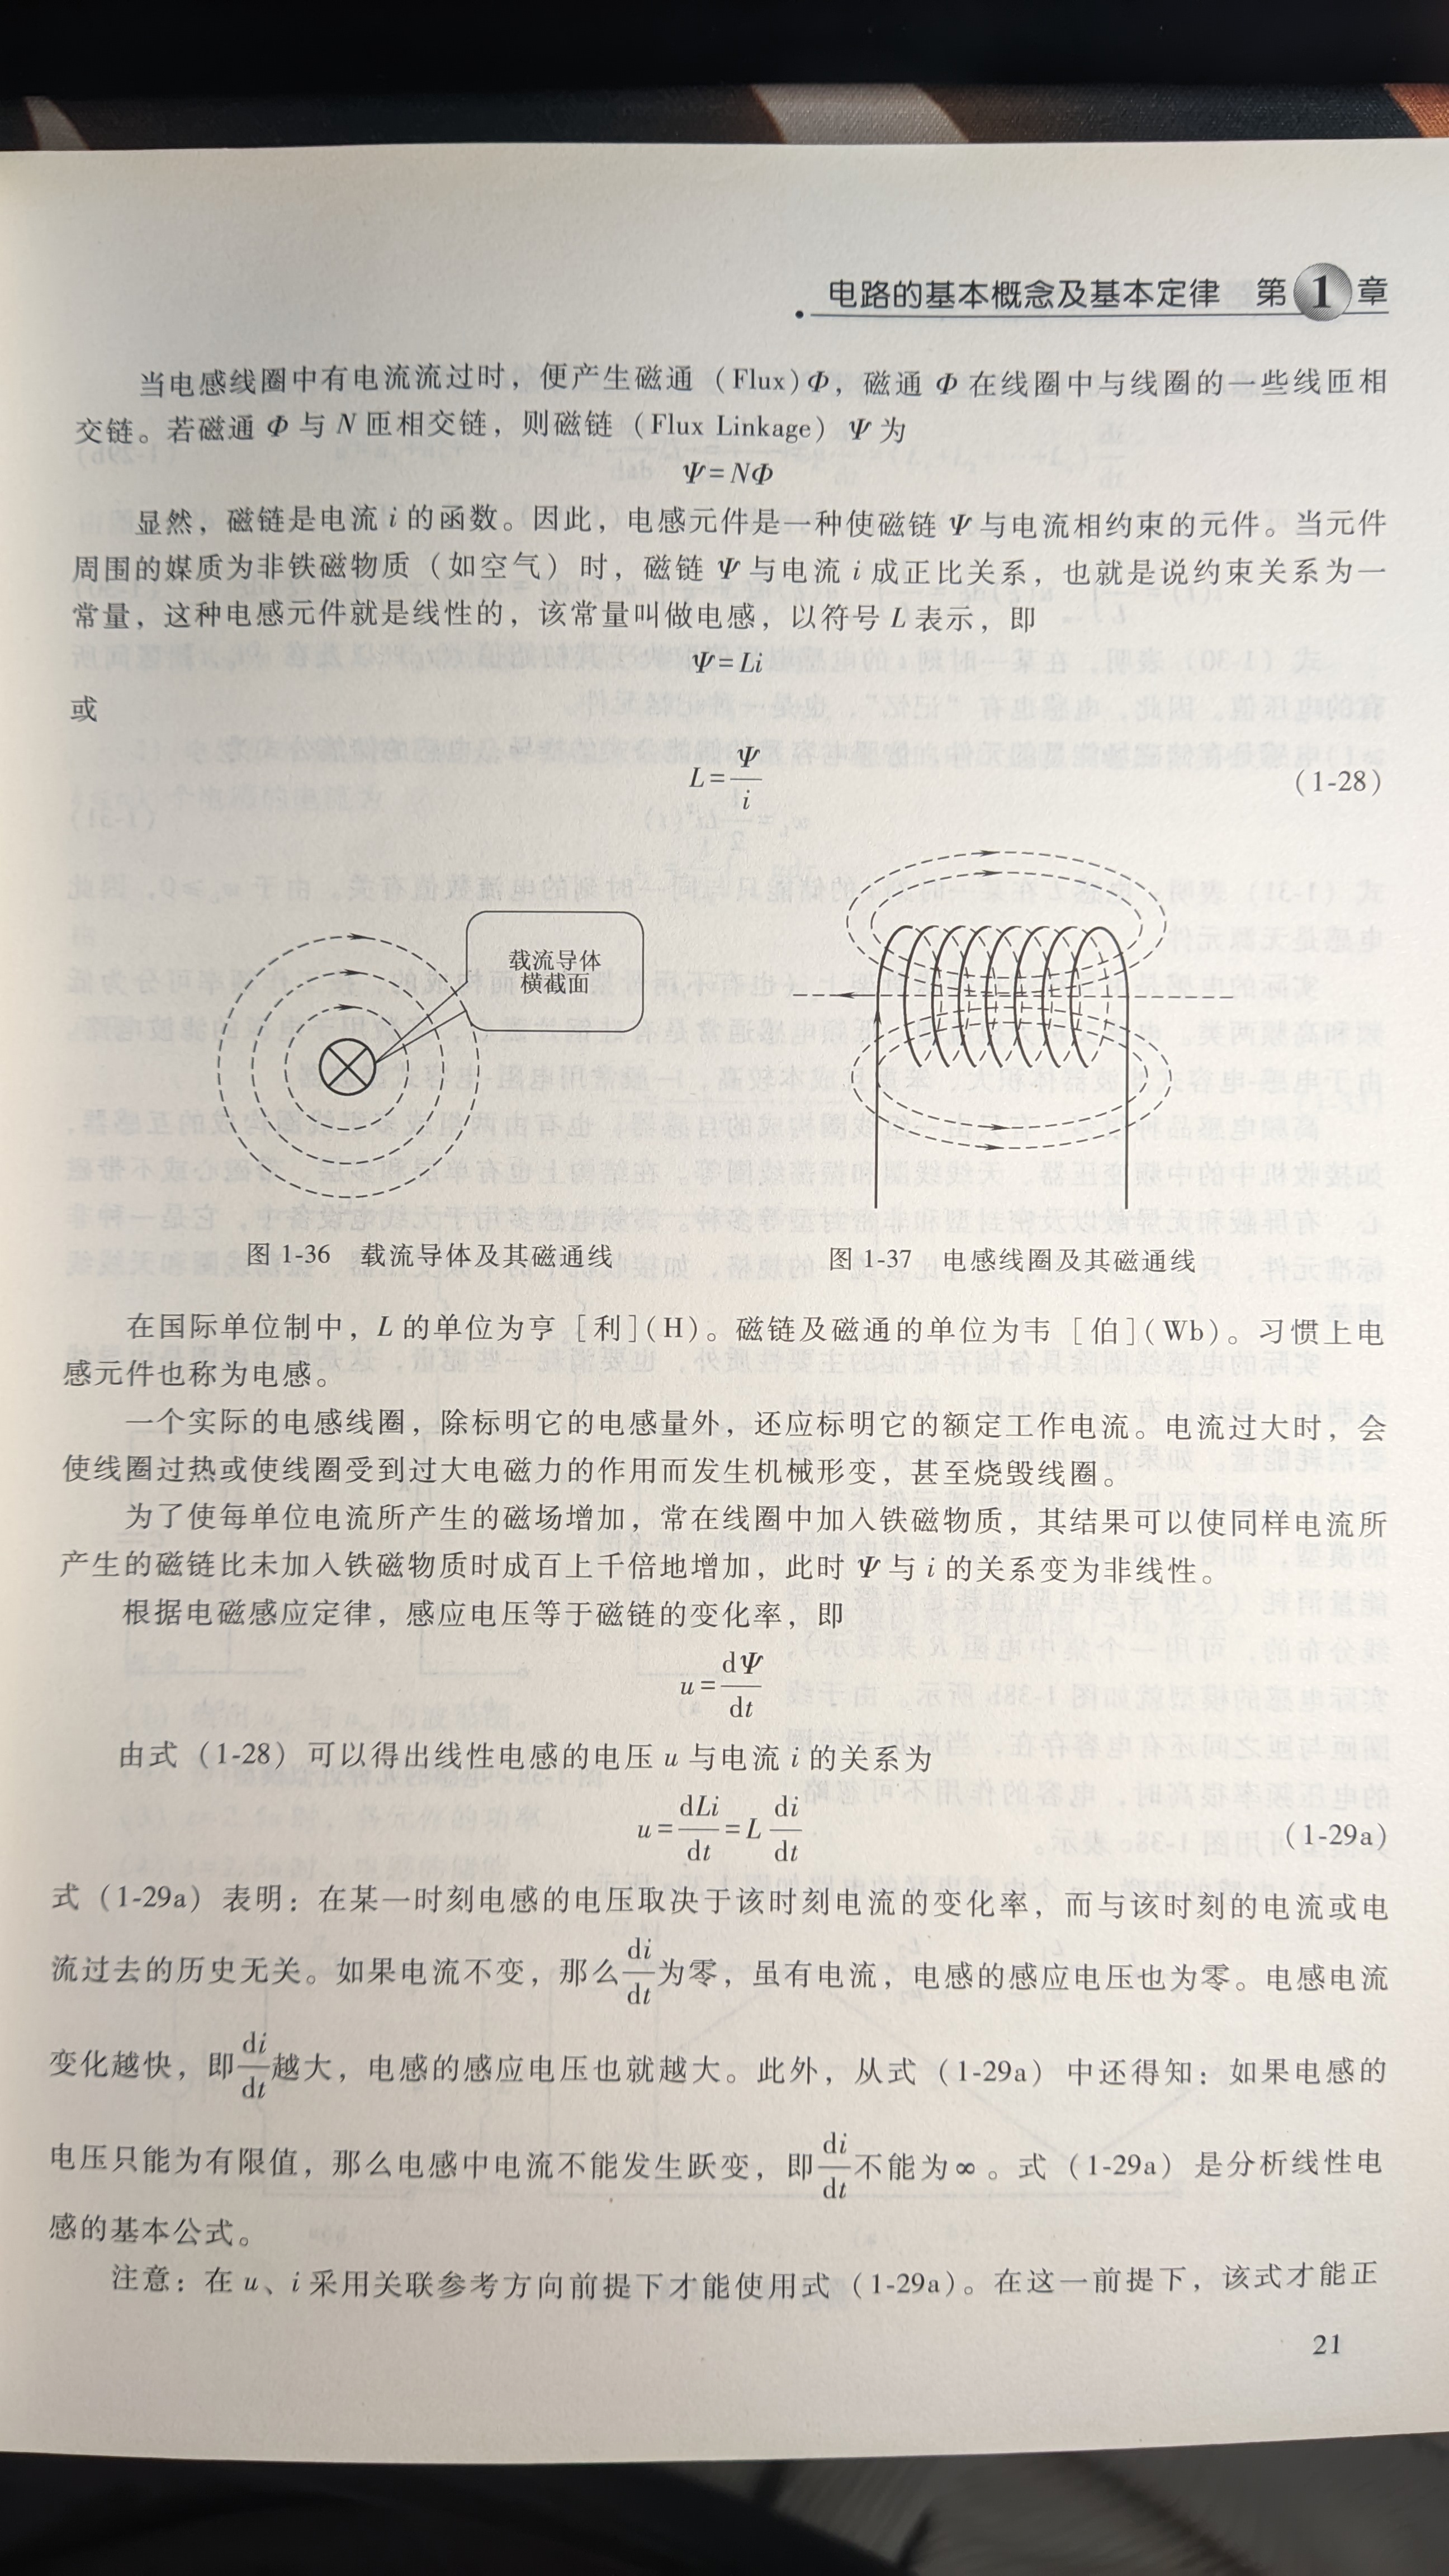 电路的基本概念及基本定律 第1章
当电感线圈中有电流流过时，便产生磁通（Flux）Φ，磁通 Φ 在线圈中与线圈的一些线匝相
交链。若磁通 Φ 与 N 匝相交链，则磁链（Flux Linkage）Ψ 为
Ψ=NΦ
显然，磁链是电流 i 的函数。因此，电感元件是一种使磁链 Ψ 与电流相约束的元件。当元件
周围的媒质为非铁磁物质（如空气）时，磁链 Ψ 与电流 i 成正比关系，也就是说约束关系为一
常量，这种电感元件就是线性的，该常量叫做电感，以符号 L 表示，即
Ψ=Li
或
L=Ψ/i (1-28)
载流导体
横截面
图 1-36 载流导体及其磁通线
图 1-37 电感线圈及其磁通线
在国际单位制中，L 的单位为亨［利］(H)。磁链及磁通的单位为韦［伯］(Wb)。习惯上电
感元件也称为电感。
一个实际的电感线圈，除标明它的电感量外，还应标明它的额定工作电流。电流过大时，会
使线圈过热或使线圈受到过大电磁力的作用而发生机械形变，甚至烧毁线圈。
为了使每单位电流所产生的磁场增加，常在线圈中加入铁磁物质，其结果可以使同样电流所
产生的磁链比未加入铁磁物质时成百上千倍地增加，此时 Ψ 与 i 的关系变为非线性。
根据电磁感应定律，感应电压等于磁链的变化率，即
u=dΨ/dt
由式（1-28）可以得出线性电感的电压 u 与电流 i 的关系为
u=dLi/dt=L di/dt (1-29a)
式（1-29a）表明：在某一时刻电感的电压取决于该时刻电流的变化率，而与该时刻的电流或电
流过去的历史无关。如果电流不变，那么di/dt为零，虽有电流，电感的感应电压也为零。电感电流
变化越快，即di/dt越大，电感的感应电压也就越大。此外，从式（1-29a）中还得知：如果电感的
电压只能为有限值，那么电感中电流不能发生跃变，即di/dt不能为∞。式（1-29a）是分析线性电
感的基本公式。
注意：在 u、i 采用关联参考方向前提下才能使用式（1-29a）。在这一前提下，该式才能正
21